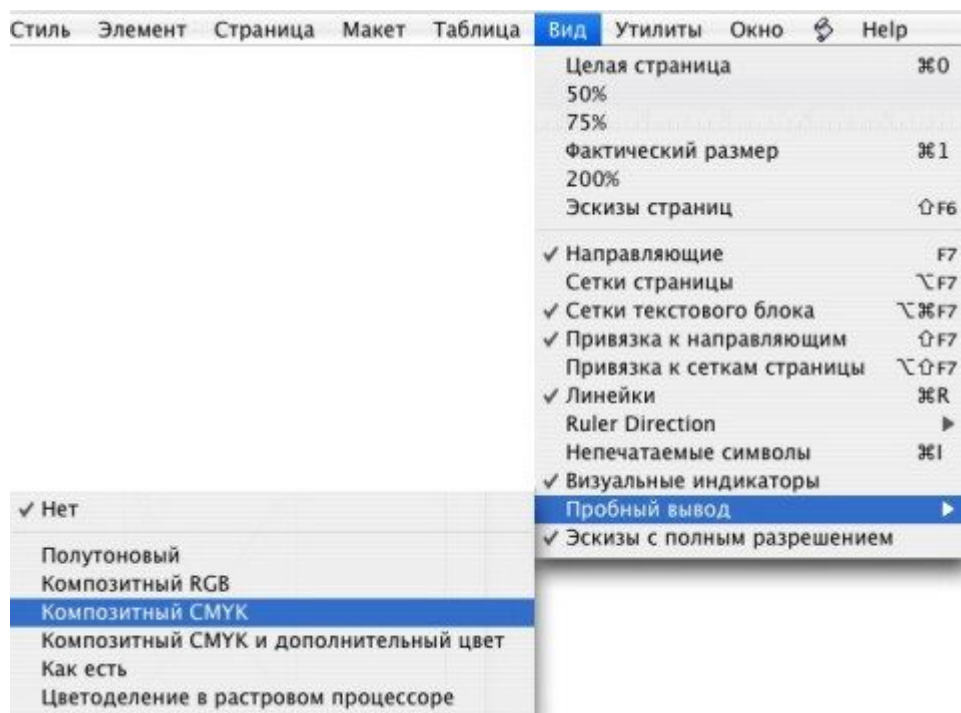 Стиль Элемент Страница Макет Таблица Вид Утилиты Окно Help
Целая страница ⌘0
50%
75%
Фактический размер ⌘1
200%
Эскизы страниц ⇧F6
✓ Направляющие F7
Сетки страницы ⌥F7
✓ Сетки текстового блока ⌥⌘F7
✓ Привязка к направляющим ⇧F7
Привязка к сеткам страницы ⌥⇧F7
✓ Линейки ⌘R
Ruler Direction ▶
Непечатаемые символы ⌘I
✓ Визуальные индикаторы
Пробный вывод ▶
✓ Эскизы с полным разрешением
✓ Нет
Полутоновый
Композитный RGB
Композитный CMYK
Композитный CMYK и дополнительный цвет
Как есть
Цветоделение в растровом процессоре